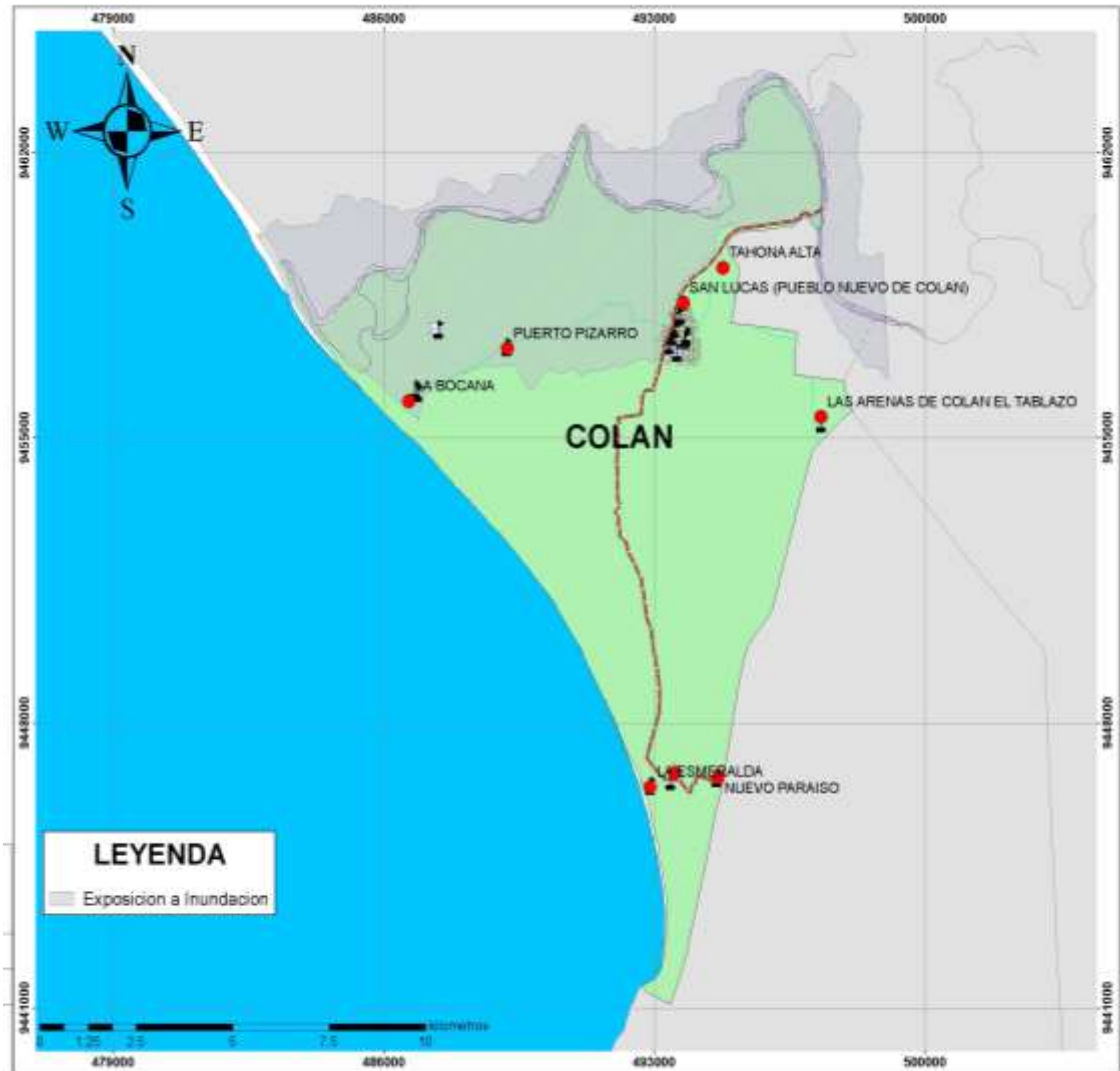 479000 486000 493000 500000
N
W E
S
9462000 9462000
TAHONA ALTA
SAN LUCAS (PUEBLO NUEVO DE COLAN)
PUERTO PIZARRO
LA BOCANA
LAS ARENAS DE COLAN EL TABLAZO
COLAN
9455000 9455000
9448000 9448000
LA ESMERALDA
NUEVO PARAISO
LEYENDA
Exposicion a Inundacion
9441000 9441000
Kilometros
0 1.25 2.5 5 7.5 10
479000 486000 493000 500000